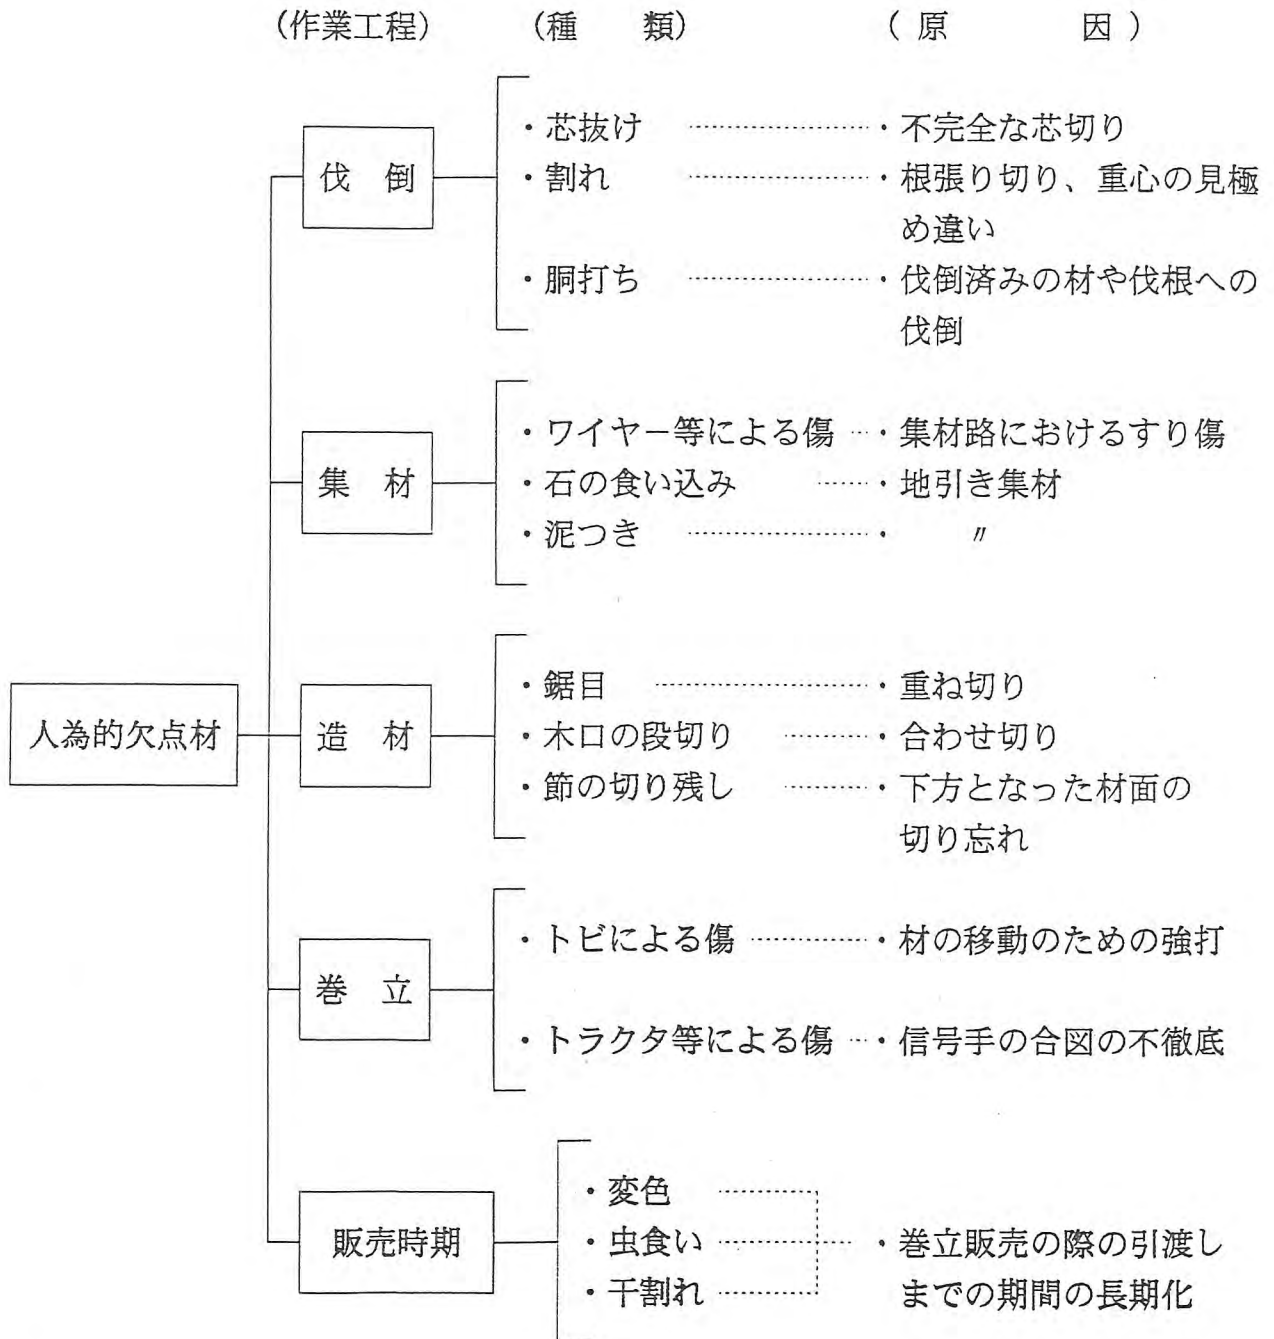 (作業工程) (種　類) (原　因)
・芯抜け ………………・不完全な芯切り
伐　倒 ・割れ ………………・根張り切り、重心の見極
め違い
・胴打ち ………………・伐倒済みの材や伐根への
伐倒
・ワイヤー等による傷 …・集材路におけるすり傷
集　材 ・石の食い込み ……・地引き集材
・泥つき ………………・ 〃
・鋸目 …………………・重ね切り
人為的欠点材 造　材 ・木口の段切り ………・合わせ切り
・節の切り残し ………・下方となった材面の
切り忘れ
・トビによる傷 …………・材の移動のための強打
巻　立
・トラクタ等による傷 …・信号手の合図の不徹底
・変色 …………
販売時期 ・虫食い ……………・巻立販売の際の引渡し
・干割れ ………… までの期間の長期化